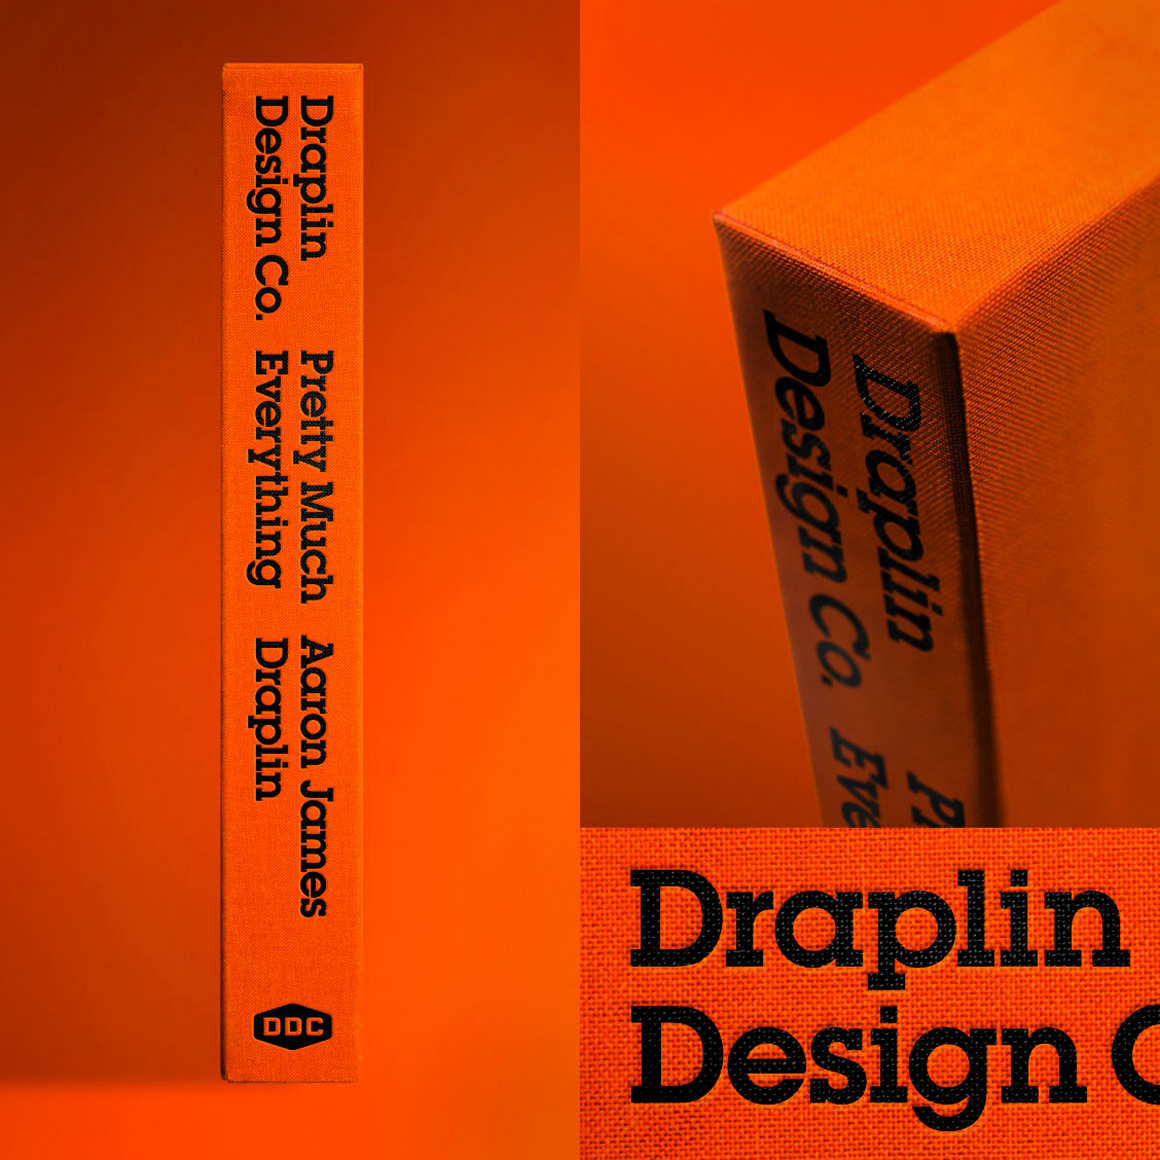 Draplin
Design Co.
Pretty Much
Everything
Aaron James
Draplin
DDC
Draplin
Design Co.
Draplin
Design